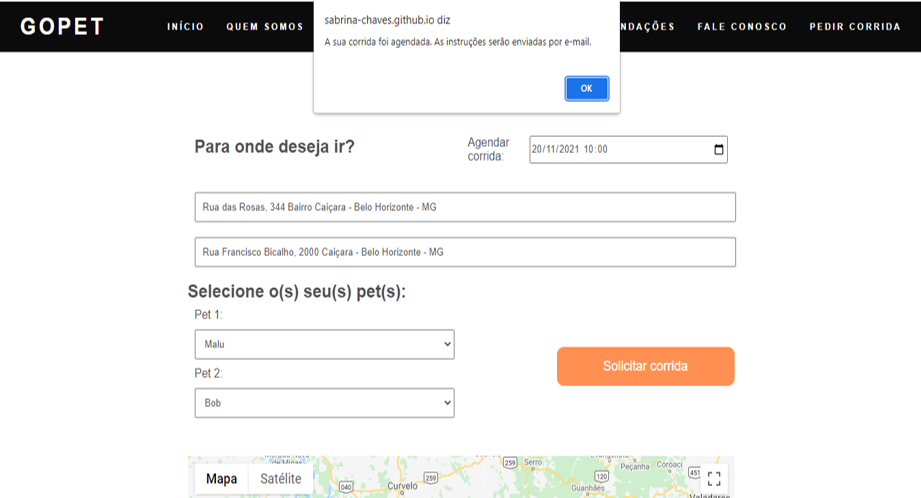 GOPET
INÍCIO QUEM SOMOS NDAÇÕES FALE CONOSCO PEDIR CORRIDA
sabrina-chaves.github.io diz
A sua corrida foi agendada. As instruções serão enviadas por e-mail.
OK
Para onde deseja ir?
Agendar
corrida:
20/11/2021 10:00
Rua das Rosas, 344 Bairro Caiçara - Belo Horizonte - MG
Rua Francisco Bicalho, 2000 Caiçara - Belo Horizonte - MG
Selecione o(s) seu(s) pet(s):
Pet 1:
Malu
Pet 2:
Bob
Solicitar corrida
Mapa Satélite
de Minas
040
Curvelo
259
259
Serro
120
Guanhães
Peçanha
Coroaci
451